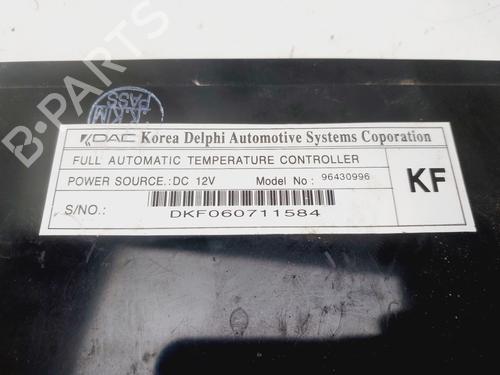 B-PARTS
K.KIM
PASS
KDAC Korea Delphi Automotive Systems Coporation
FULL AUTOMATIC TEMPERATURE CONTROLLER
POWER SOURCE.:DC 12V Model No : 96430996
KF
S/NO.:
DKF060711584